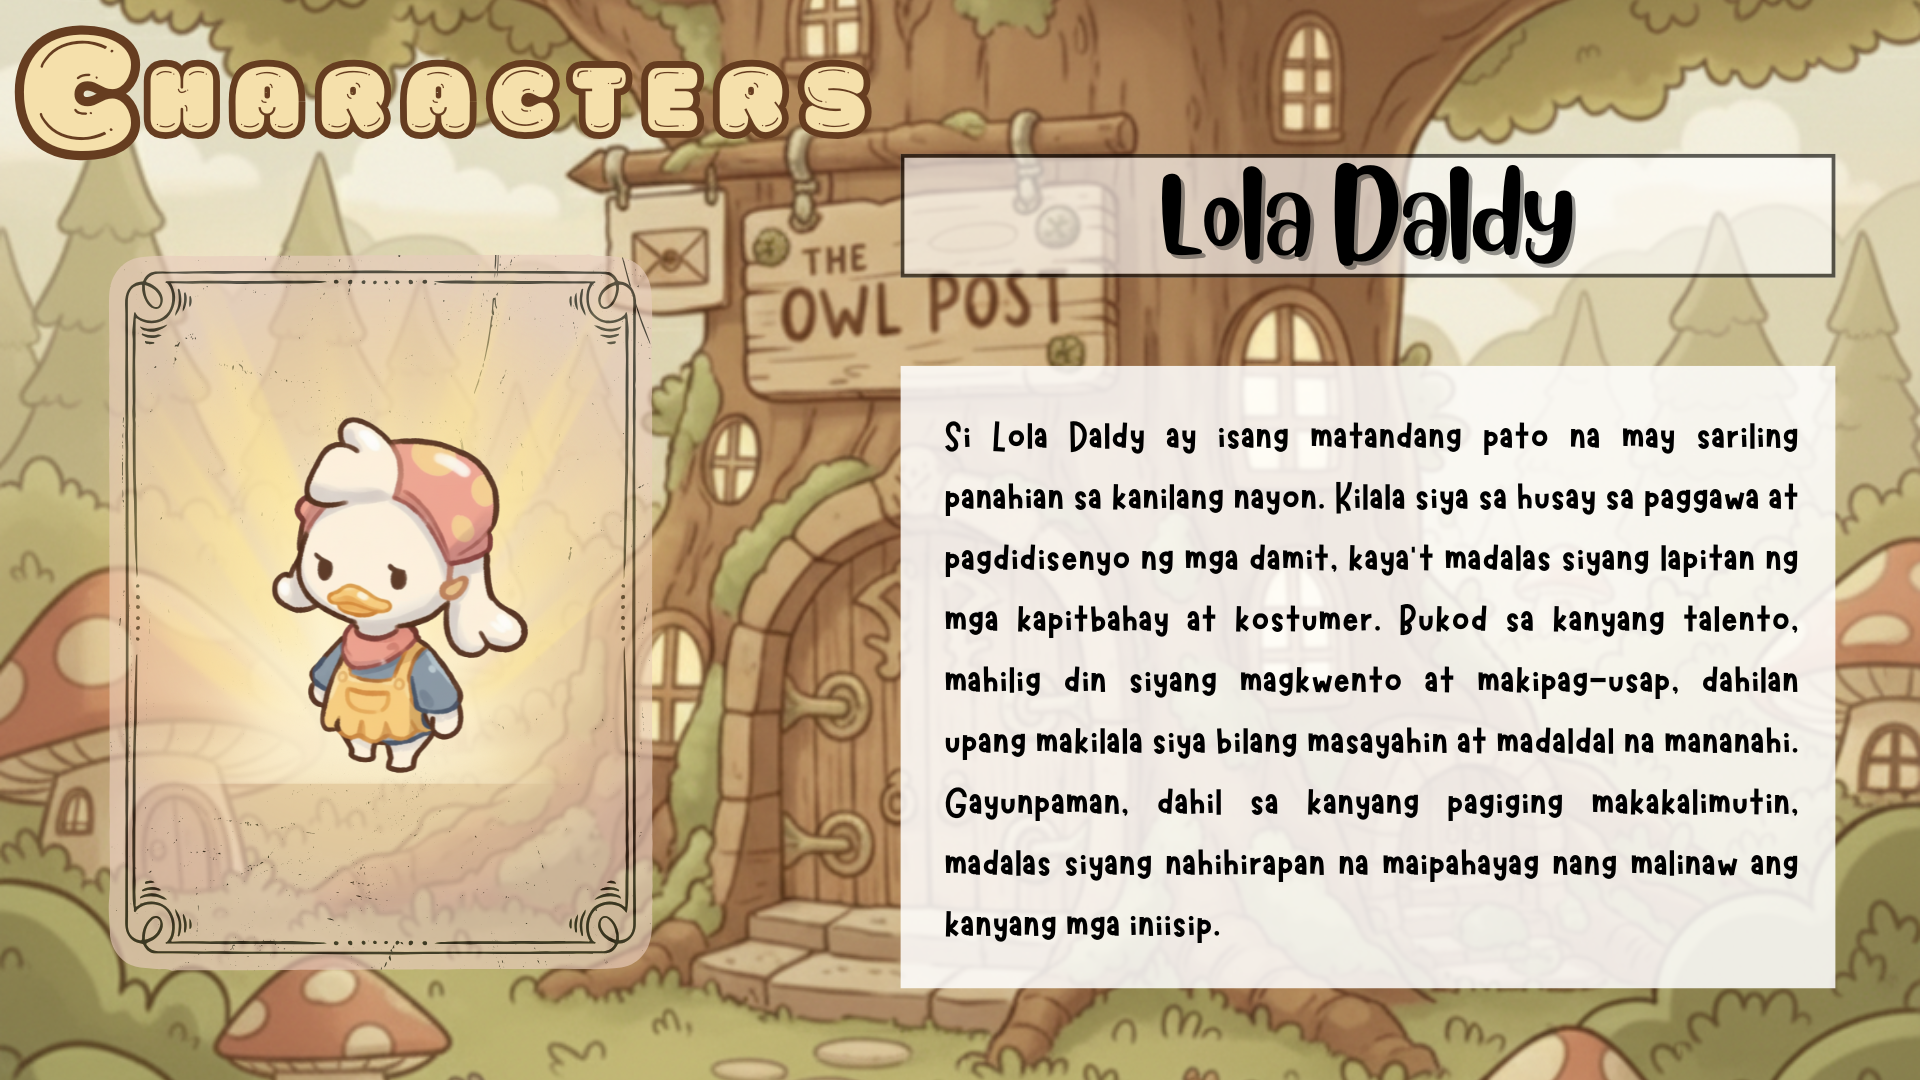 CHARACTERS
THE
OWL POST
Lola Daldy
Si Lola Daldy ay isang matandang pato na may sariling
panahian sa kanilang nayon. Kilala siya sa husay sa paggawa at
pagdidisenyo ng mga damit, kaya't madalas siyang lapitan ng
mga kapitbahay at kostumer. Bukod sa kanyang talento,
mahilig din siyang magkwento at makipag-usap, dahilan
upang makilala siya bilang masayahin at madaldal na mananahi.
Gayunpaman, dahil sa kanyang pagiging makakalimutin,
madalas siyang nahihirapan na maipahayag nang malinaw ang
kanyang mga iniisip.